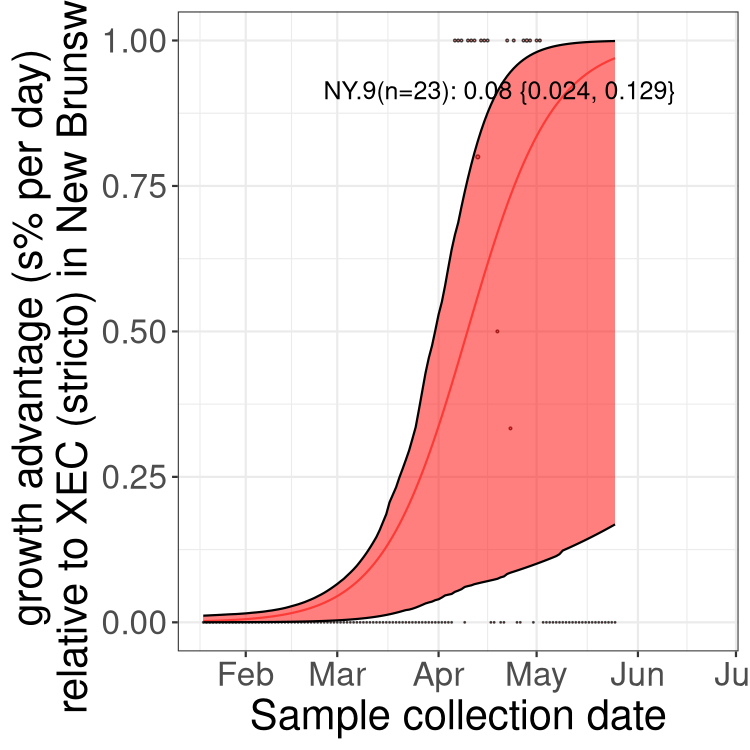 growth advantage (s% per day)
relative to XEC (stricto) in New Brunsw
1.00
0.75
0.50
0.25
0.00
NY.9(n=23): 0.08 {0.024, 0.129}
Feb Mar Apr May Jun Ju
Sample collection date